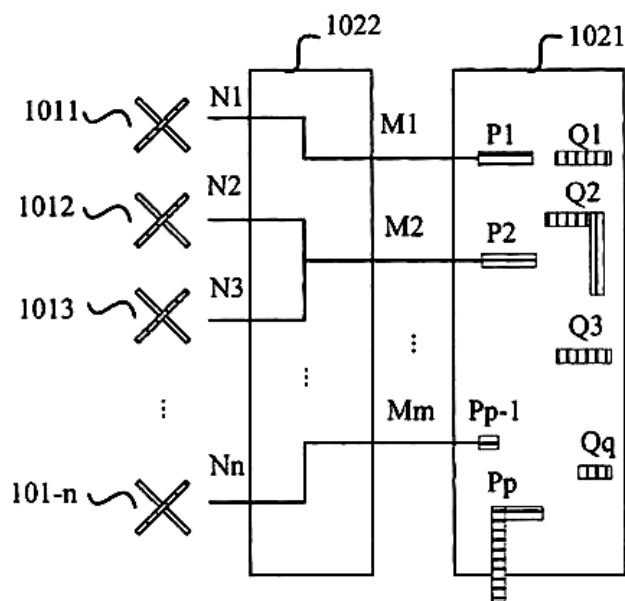 1022
1021
1011
N1
M1
P1
Q1
1012
N2
M2
P2
Q2
1013
N3
Q3
...
...
...
Mm
Pp-1
Nn
Qq
101-n
Pp